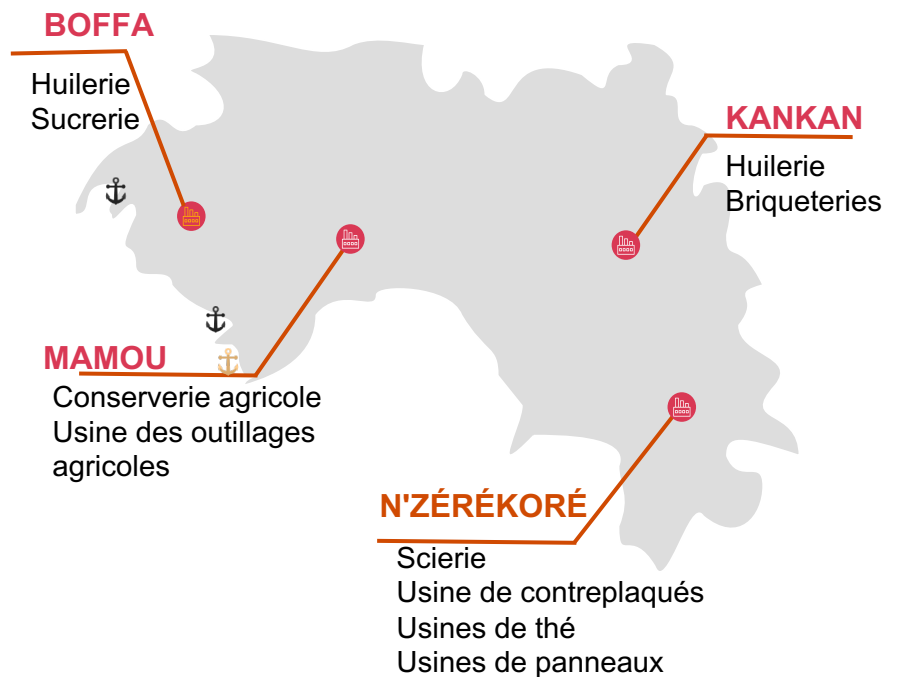 BOFFA
Huilerie
Sucrerie
KANKAN
Huilerie
Briqueteries
MAMOU
Conserverie agricole
Usine des outillages
agricoles
N'ZÉRÉKORÉ
Scierie
Usine de contreplaqués
Usines de thé
Usines de panneaux